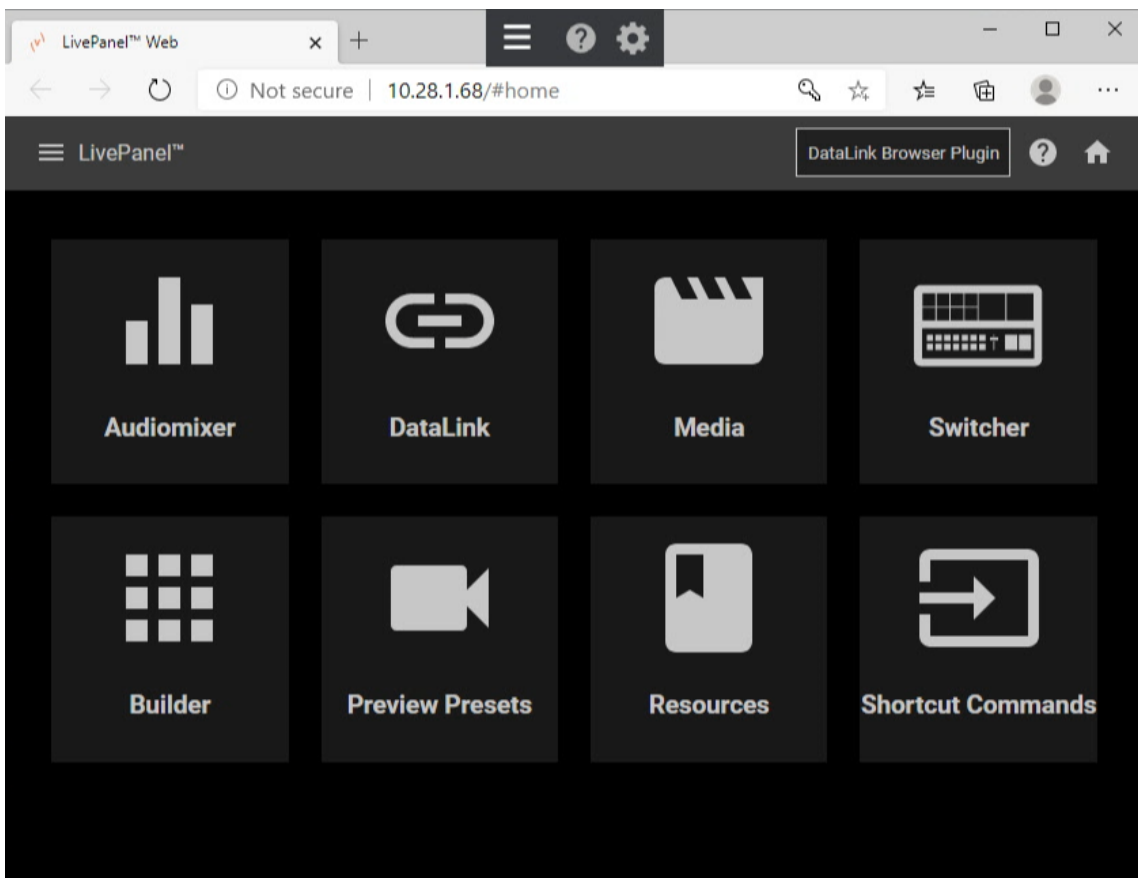 LivePanel™ Web
Not secure | 10.28.1.68/#home
LivePanel™
DataLink Browser Plugin
Audiomixer
DataLink
Media
Switcher
Builder
Preview Presets
Resources
Shortcut Commands